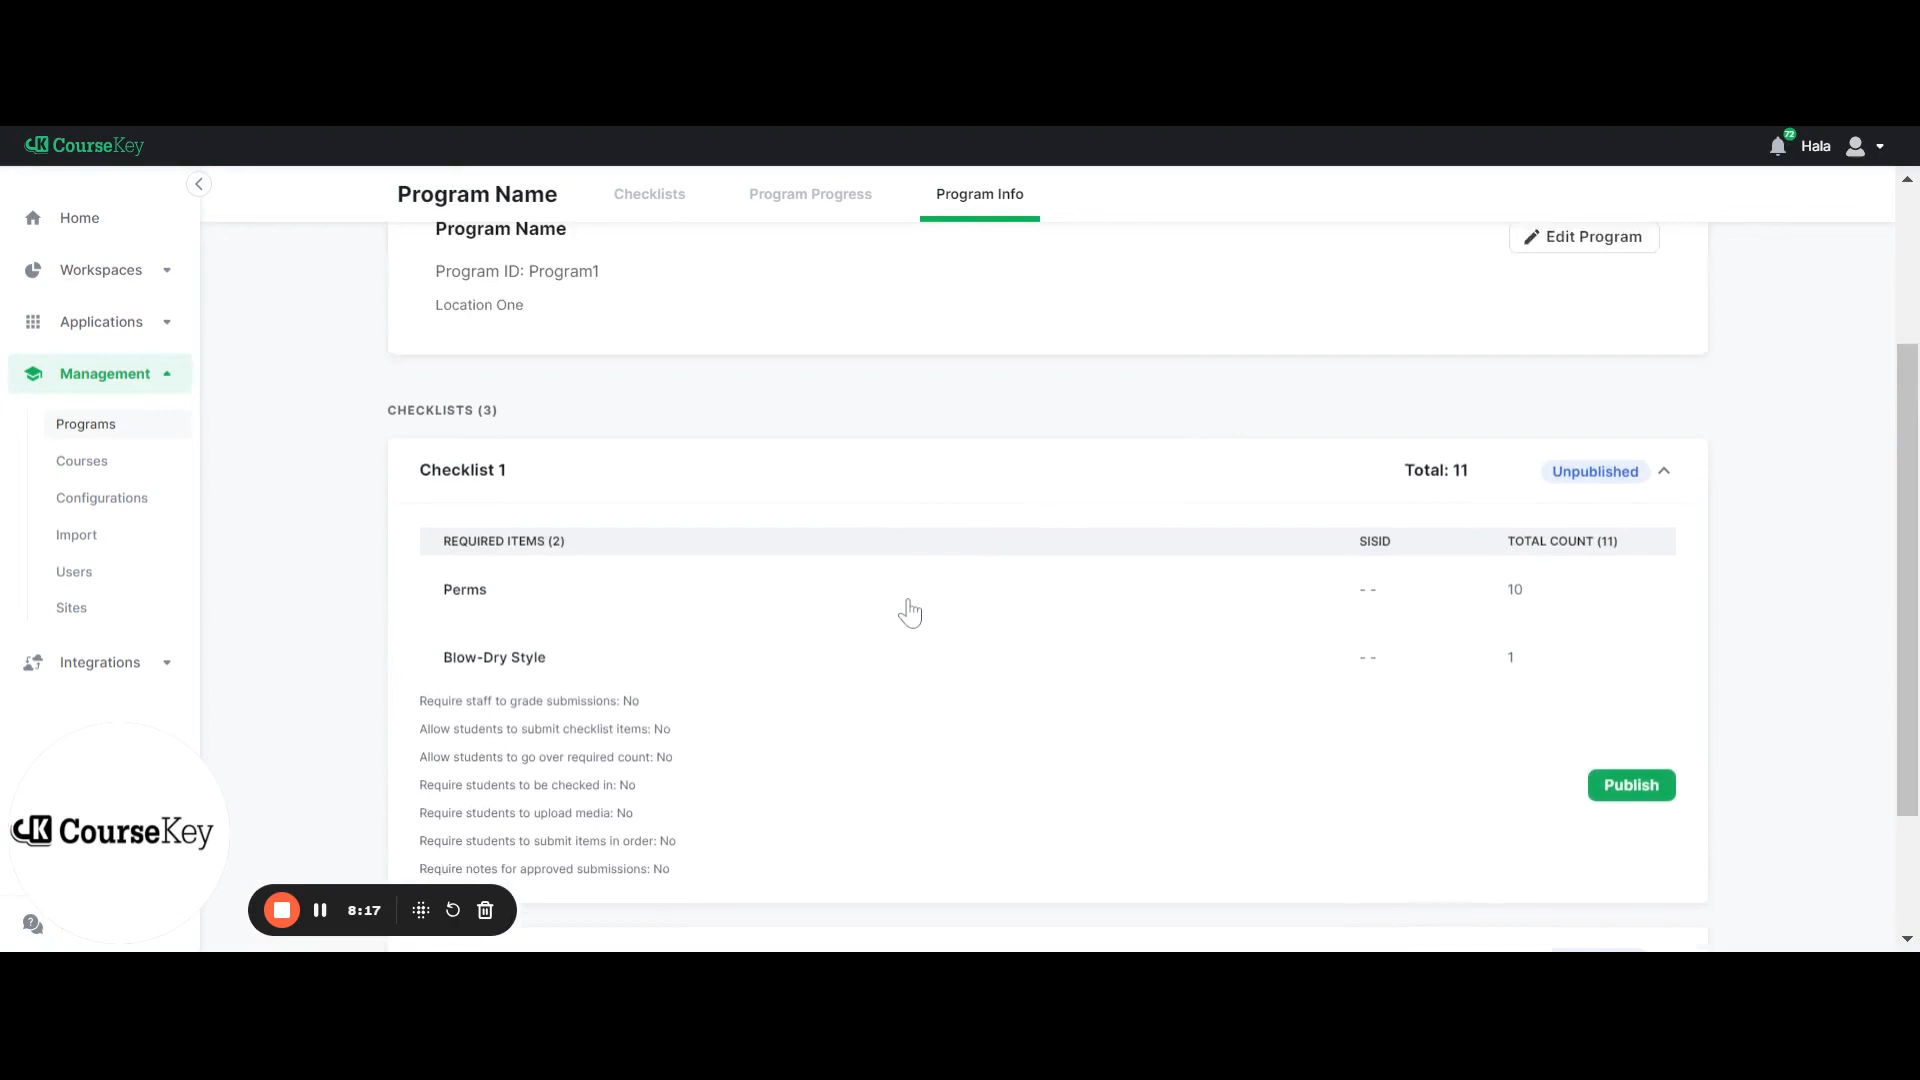 CourseKey
72
Hala
Program Name
Checklists
Program Progress
Program Info
Home
Workspaces
Applications
Management
Programs
Courses
Configurations
Import
Users
Sites
Integrations
Program Name
Edit Program
Program ID: Program1
Location One
CHECKLISTS (3)
Checklist 1
Total: 11
Unpublished
REQUIRED ITEMS (2)
SISID
TOTAL COUNT (11)
Perms
- -
10
Blow-Dry Style
- -
1
Require staff to grade submissions: No
Allow students to submit checklist items: No
Allow students to go over required count: No
Require students to be checked in: No
Require students to upload media: No
Require students to submit items in order: No
Require notes for approved submissions: No
Publish
CourseKey
8:17